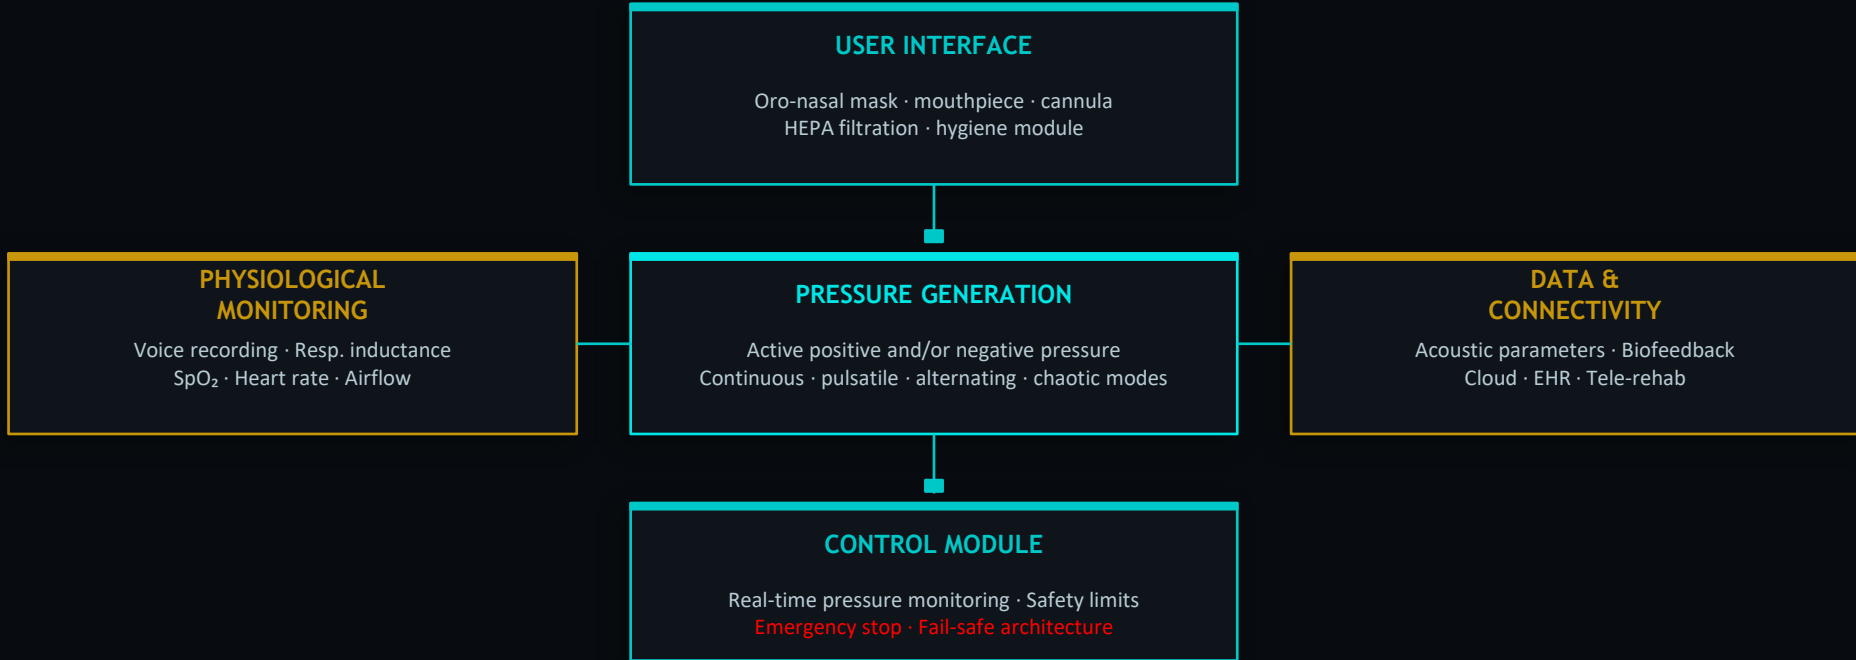 USER INTERFACE
Oro-nasal mask · mouthpiece · cannula
HEPA filtration · hygiene module
PHYSIOLOGICAL
MONITORING
Voice recording · Resp. inductance
SpO₂ · Heart rate · Airflow
PRESSURE GENERATION
Active positive and/or negative pressure
Continuous · pulsatile · alternating · chaotic modes
DATA &
CONNECTIVITY
Acoustic parameters · Biofeedback
Cloud · EHR · Tele-rehab
CONTROL MODULE
Real-time pressure monitoring · Safety limits
Emergency stop · Fail-safe architecture